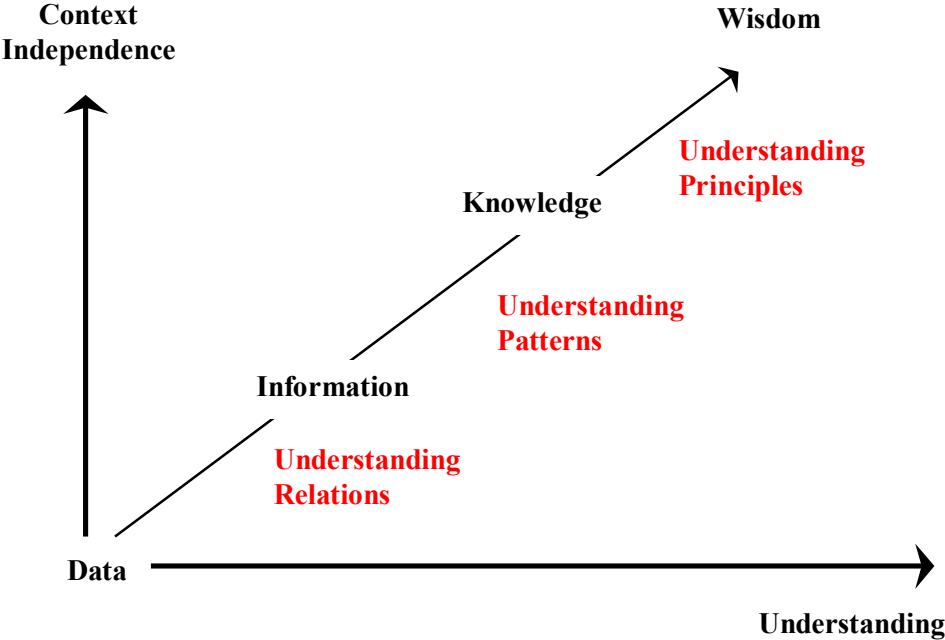 Context
Independence
Wisdom
Understanding
Principles
Knowledge
Understanding
Patterns
Information
Understanding
Relations
Data
Understanding